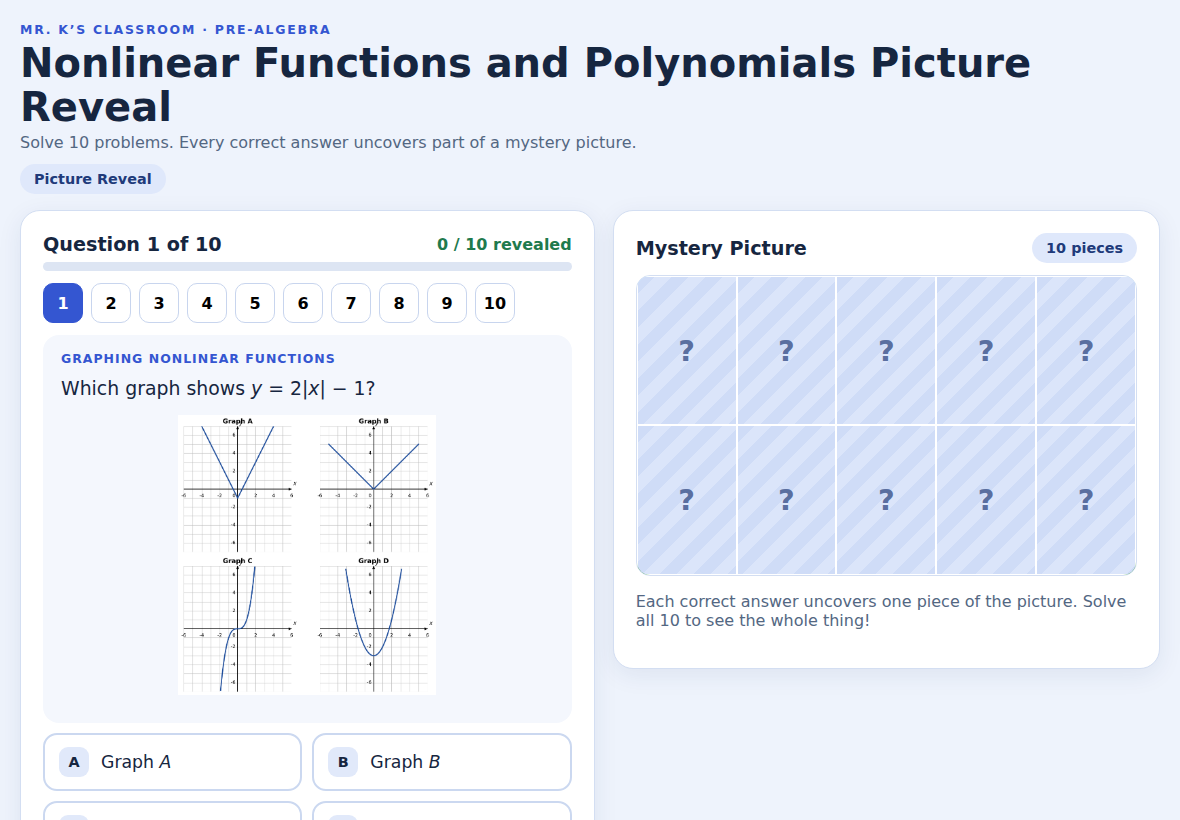 MR. K’S CLASSROOM · PRE-ALGEBRA
Nonlinear Functions and Polynomials Picture
Reveal
Solve 10 problems. Every correct answer uncovers part of a mystery picture.
Picture Reveal
Question 1 of 10
0 / 10 revealed
1 2 3 4 5 6 7 8 9 10
GRAPHING NONLINEAR FUNCTIONS
Which graph shows y = 2|x| − 1?
Graph A
Graph B
Graph C
Graph D
A Graph A
B Graph B
Mystery Picture
10 pieces
? ? ? ? ?
? ? ? ? ?
Each correct answer uncovers one piece of the picture. Solve
all 10 to see the whole thing!